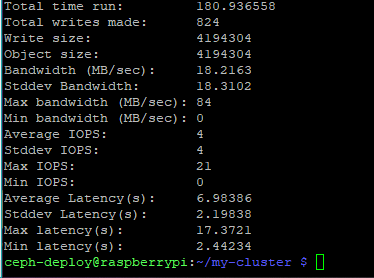 Total time run: 180.936558
Total writes made: 824
Write size: 4194304
Object size: 4194304
Bandwidth (MB/sec): 18.2163
Stddev Bandwidth: 18.3102
Max bandwidth (MB/sec): 84
Min bandwidth (MB/sec): 0
Average IOPS: 4
Stddev IOPS: 4
Max IOPS: 21
Min IOPS: 0
Average Latency(s): 6.98386
Stddev Latency(s): 2.19838
Max latency(s): 17.3721
Min latency(s): 2.44234
ceph-deploy@raspberrypi:~/my-cluster $